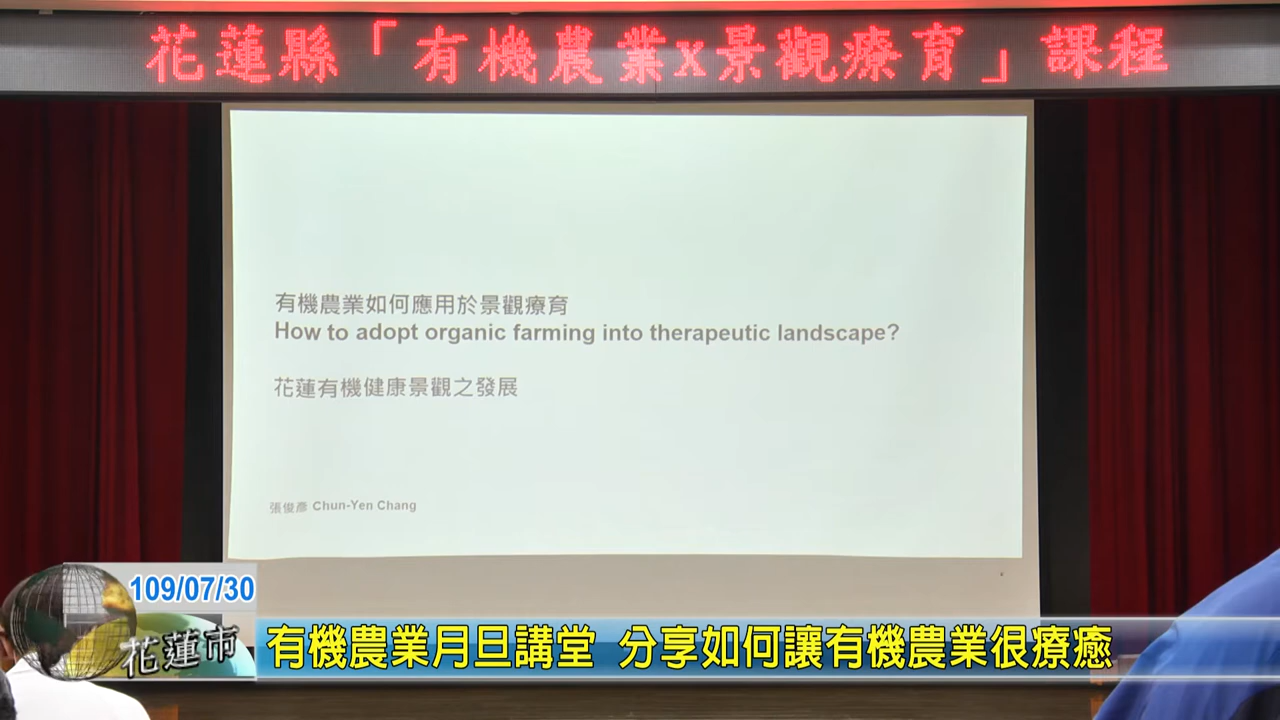 花蓮縣「有機農業x景觀療育」課程
有機農業如何應用於景觀療育
How to adopt organic farming into therapeutic landscape?
花蓮有機健康景觀之發展
張俊彥 Chun-Yen Chang
109/07/30
花蓮市
有機農業月旦講堂 分享如何讓有機農業很療癒